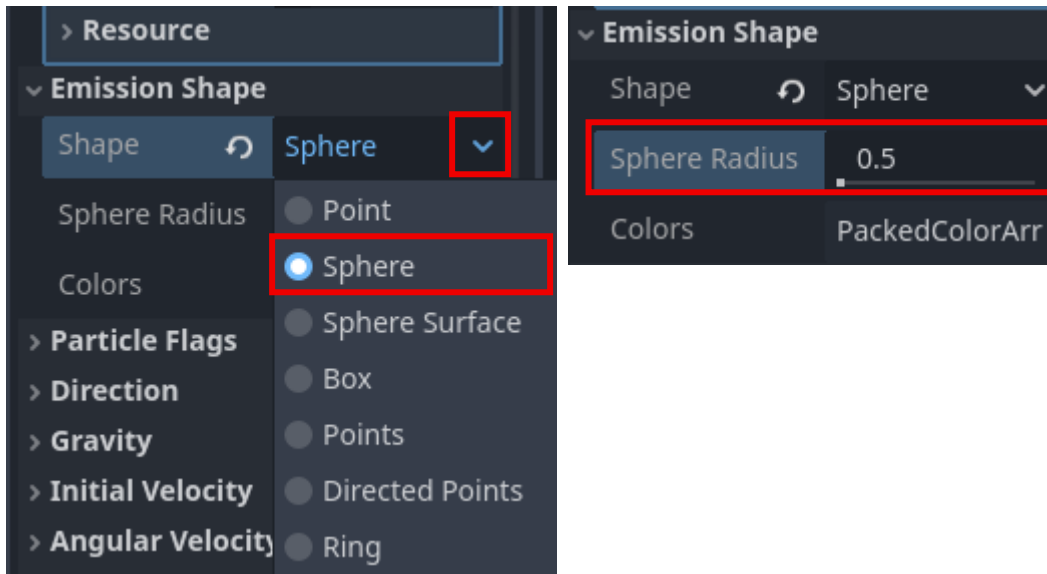 Resource
Emission Shape
Shape Sphere
Sphere Radius
Colors
Point
Sphere
Sphere Surface
Box
Points
Directed Points
Ring
Particle Flags
Direction
Gravity
Initial Velocity
Angular Velocity
Emission Shape
Shape Sphere
Sphere Radius 0.5
Colors PackedColorArr